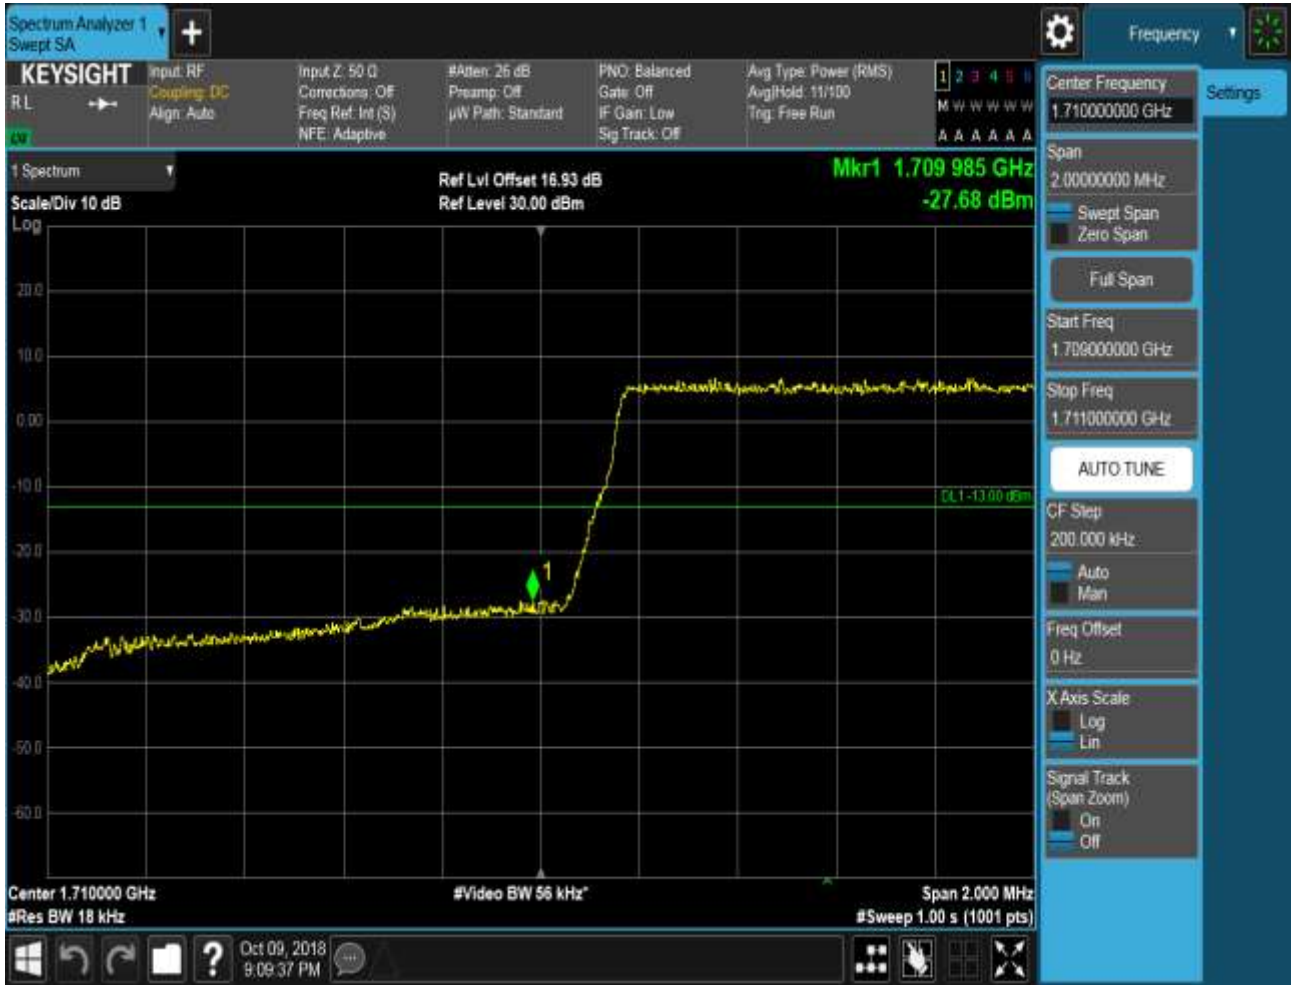 Spectrum Analyzer 1
Swept SA
+
Frequency
KEYSIGHT
RL
Input: RF
Coupling: DC
Align: Auto
Input Z: 50 Ω
Corrections: Off
Freq Ref: Int (S)
NFE: Adaptive
#Atten: 26 dB
Preamp: Off
µW Path: Standard
PNO: Balanced
Gate: Off
IF Gain: Low
Sig Track: Off
Avg Type: Power (RMS)
Avg|Hold: 11/100
Trig: Free Run
1 2 3 4 5 6
M W W W W W
A A A A A A
1 Spectrum
Scale/Div 10 dB
Log
Ref Lvl Offset 16.93 dB
Ref Level 30.00 dBm
Mkr1 1.709 985 GHz
-27.68 dBm
20.0
10.0
0.00
-10.0
-20.0
-30.0
-40.0
-50.0
-60.0
DL1 -13.00 dBm
1
Center 1.710000 GHz
#Res BW 18 kHz
#Video BW 56 kHz*
Span 2.000 MHz
#Sweep 1.00 s (1001 pts)
Oct 09, 2018
9:09:37 PM
?
Settings
Center Frequency
1.710000000 GHz
Span
2.00000000 MHz
Swept Span
Zero Span
Full Span
Start Freq
1.709000000 GHz
Stop Freq
1.711000000 GHz
AUTO TUNE
CF Step
200.000 kHz
Auto
Man
Freq Offset
0 Hz
X Axis Scale
Log
Lin
Signal Track
(Span Zoom)
On
Off